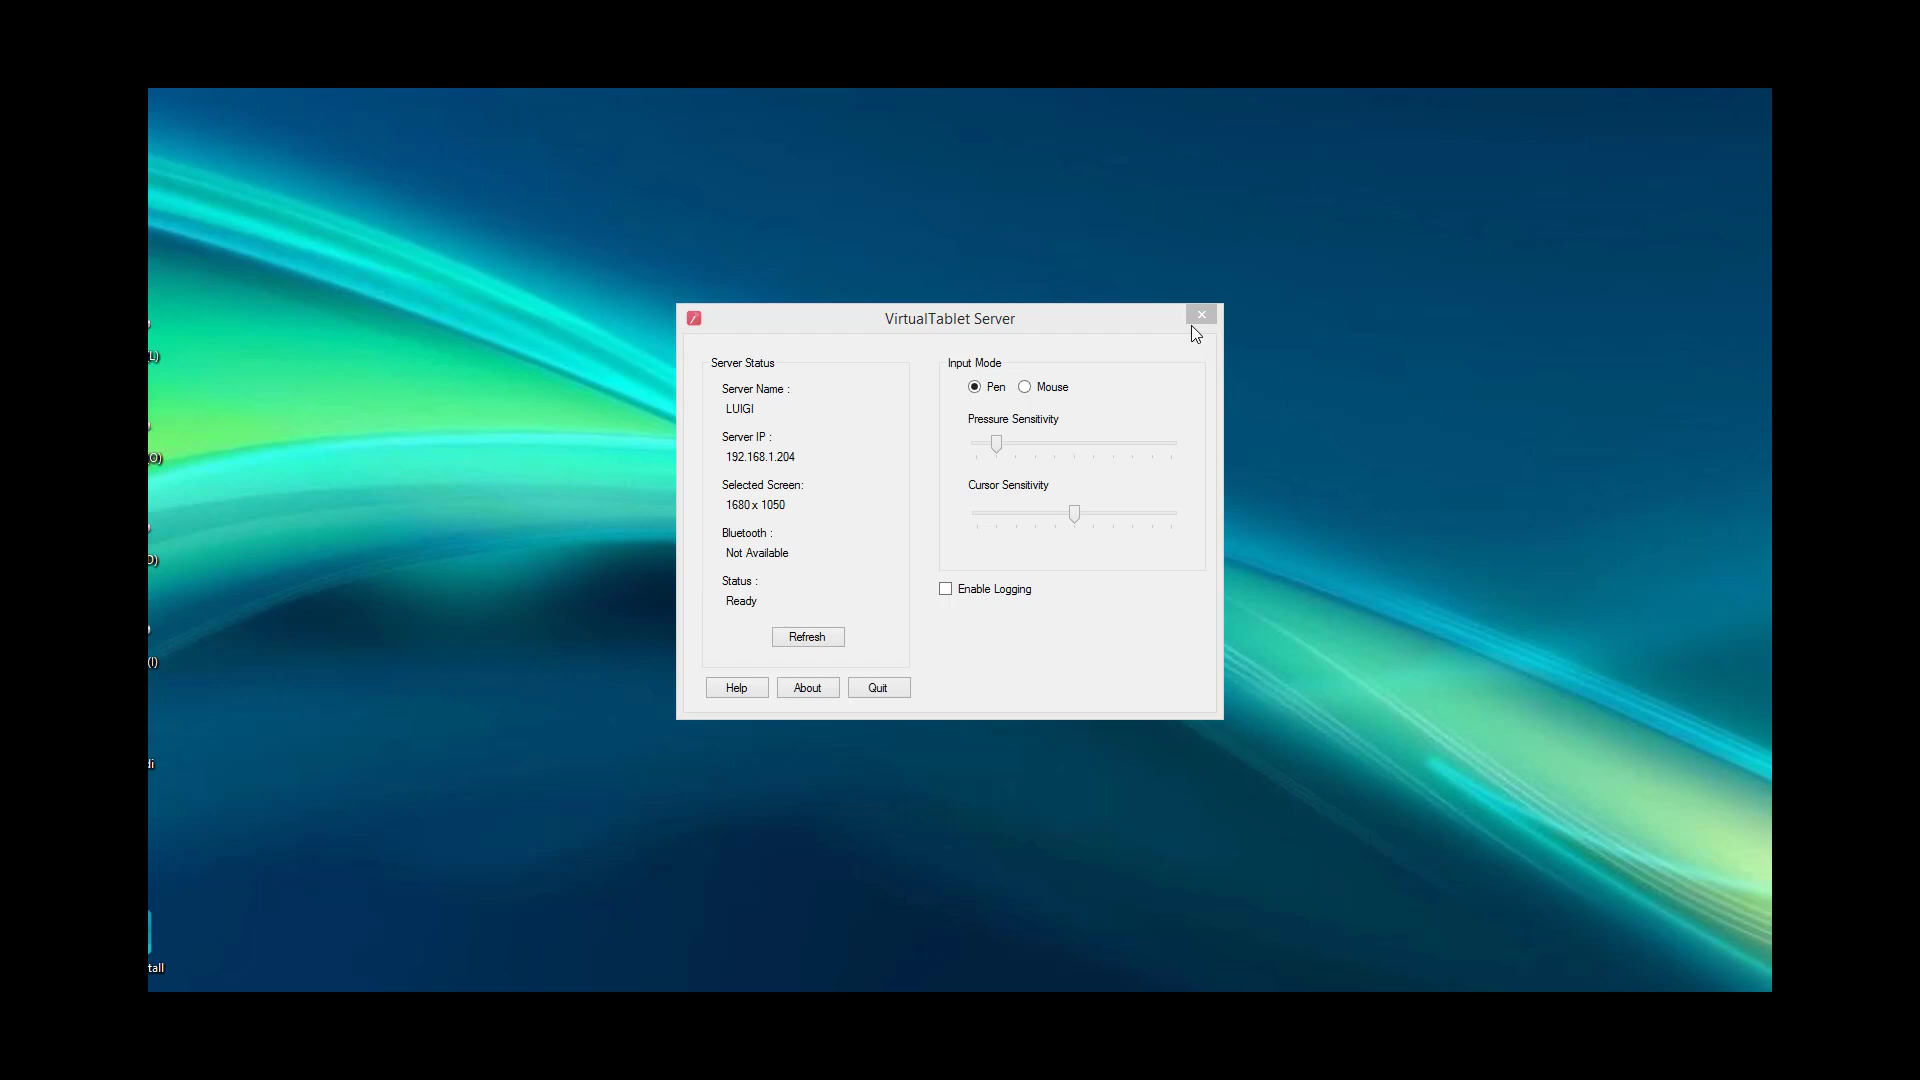 VirtualTablet Server
Server Status
Server Name :
LUIGI
Server IP :
192.168.1.204
Selected Screen:
1680 x 1050
Bluetooth :
Not Available
Status :
Ready
Refresh
Help About Quit
Input Mode
Pen Mouse
Pressure Sensitivity
Cursor Sensitivity
Enable Logging
L)
O)
D)
(I)
di
tall